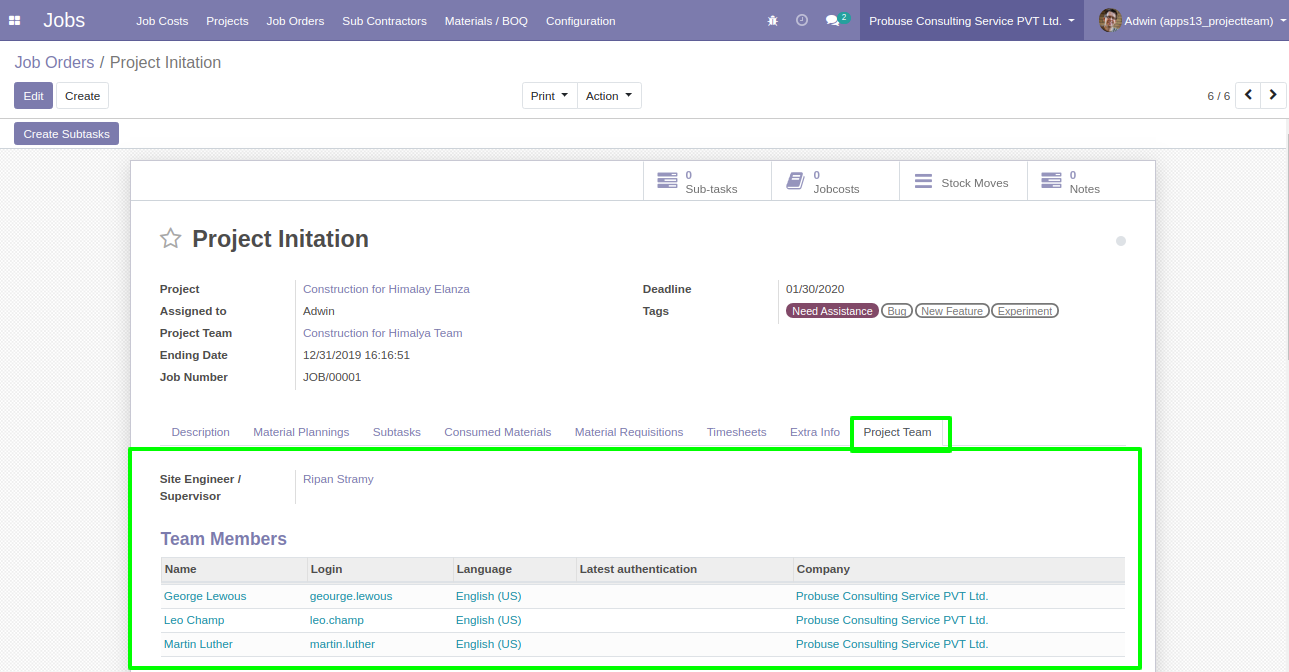 Jobs Job Costs Projects Job Orders Sub Contractors Materials / BOQ Configuration 2 Probuse Consulting Service PVT Ltd. Adwin (apps13_projectteam)
Job Orders / Project Initation
Edit Create Print Action 6 / 6
Create Subtasks
0 Sub-tasks
0 Jobcosts
Stock Moves
0 Notes
Project Initation
Project Construction for Himalay Elanza
Assigned to Adwin
Project Team Construction for Himalya Team
Ending Date 12/31/2019 16:16:51
Job Number JOB/00001
Deadline 01/30/2020
Tags Need Assistance Bug New Feature Experiment
Description Material Plannings Subtasks Consumed Materials Material Requisitions Timesheets Extra Info Project Team
Site Engineer / Ripan Stramy
Supervisor
Team Members
Name Login Language Latest authentication Company
George Lewous geourge.lewous English (US) Probuse Consulting Service PVT Ltd.
Leo Champ leo.champ English (US) Probuse Consulting Service PVT Ltd.
Martin Luther martin.luther English (US) Probuse Consulting Service PVT Ltd.